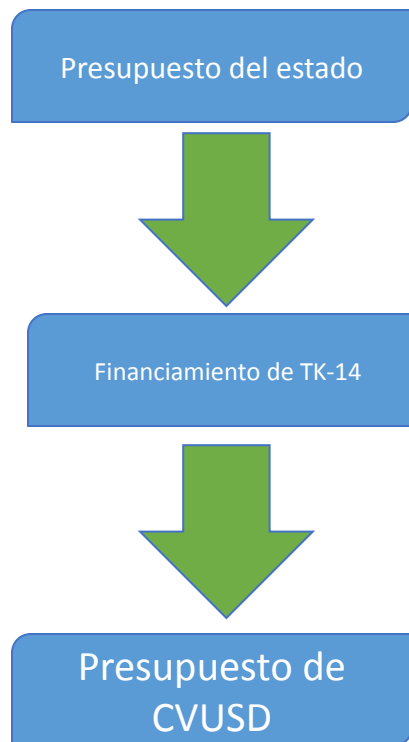 Presupuesto del estado
Financiamiento de TK-14
Presupuesto de
CVUSD